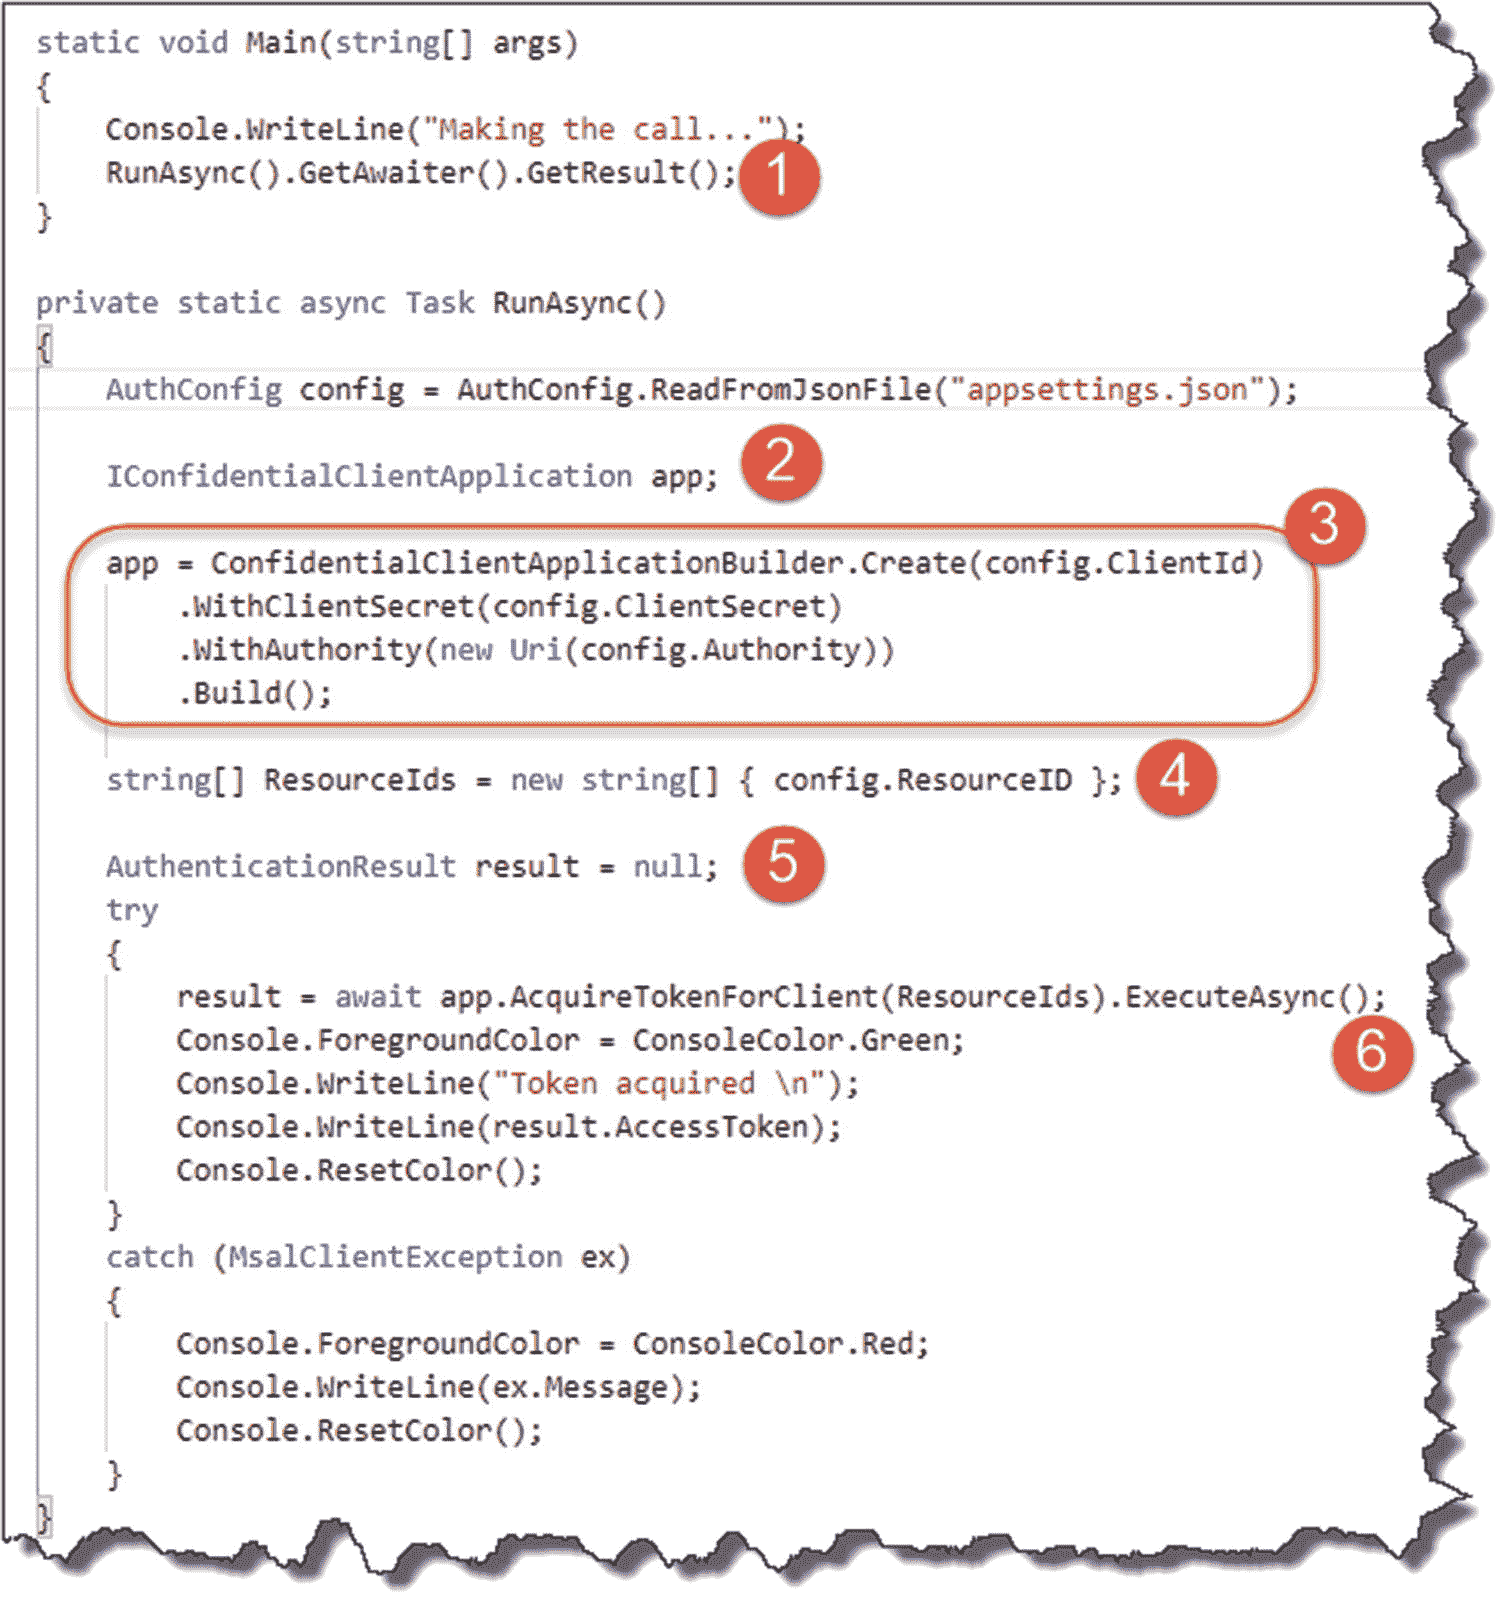 static void Main(string[] args)
{
Console.WriteLine("Making the call...");
RunAsync().GetAwaiter().GetResult();
1
}
private static async Task RunAsync()
{
AuthConfig config = AuthConfig.ReadFromJsonFile("appsettings.json");
2
IConfidentialClientApplication app;
3
app = ConfidentialClientApplicationBuilder.Create(config.ClientId)
.WithClientSecret(config.ClientSecret)
.WithAuthority(new Uri(config.Authority))
.Build();
string[] ResourceIds = new string[] { config.ResourceID };
4
AuthenticationResult result = null;
5
try
{
result = await app.AcquireTokenForClient(ResourceIds).ExecuteAsync();
6
Console.ForegroundColor = ConsoleColor.Green;
Console.WriteLine("Token acquired \n");
Console.WriteLine(result.AccessToken);
Console.ResetColor();
}
catch (MsalClientException ex)
{
Console.ForegroundColor = ConsoleColor.Red;
Console.WriteLine(ex.Message);
Console.ResetColor();
}
}